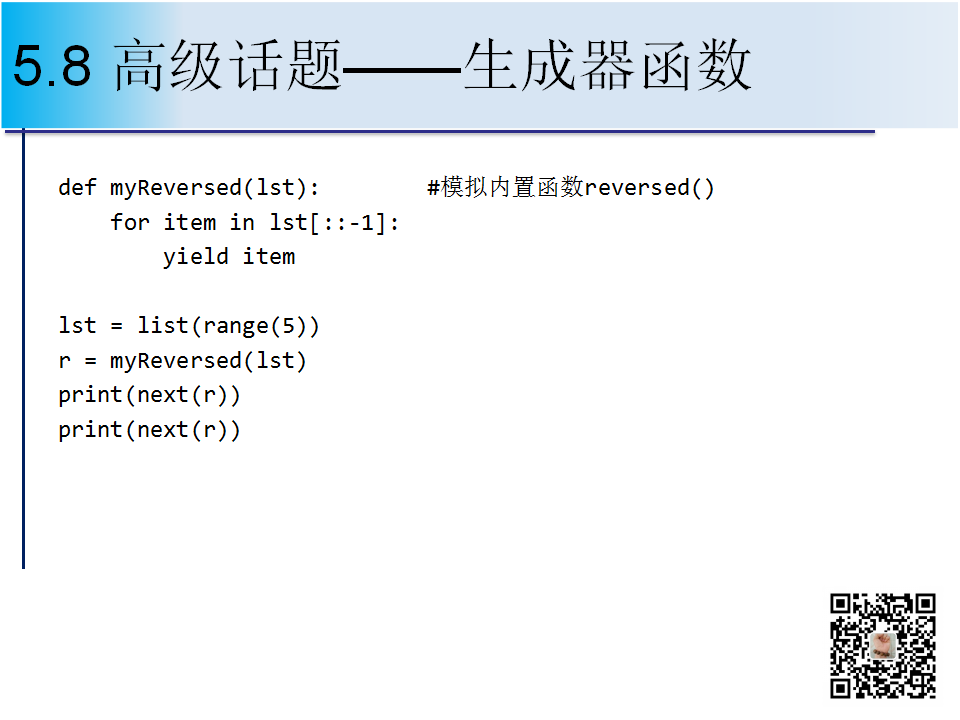 5.8 高级话题——生成器函数
def myReversed(lst):        #模拟内置函数reversed()
    for item in lst[::-1]:
        yield item
lst = list(range(5))
r = myReversed(lst)
print(next(r))
print(next(r))